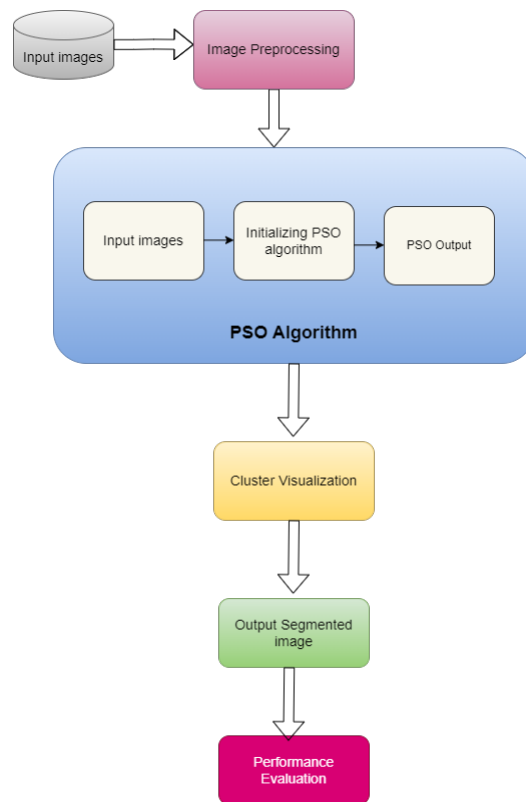 Input images
Image Preprocessing
Input images
Initializing PSO
algorithm
PSO Output
PSO Algorithm
Cluster Visualization
Output Segmented
image
Performance
Evaluation